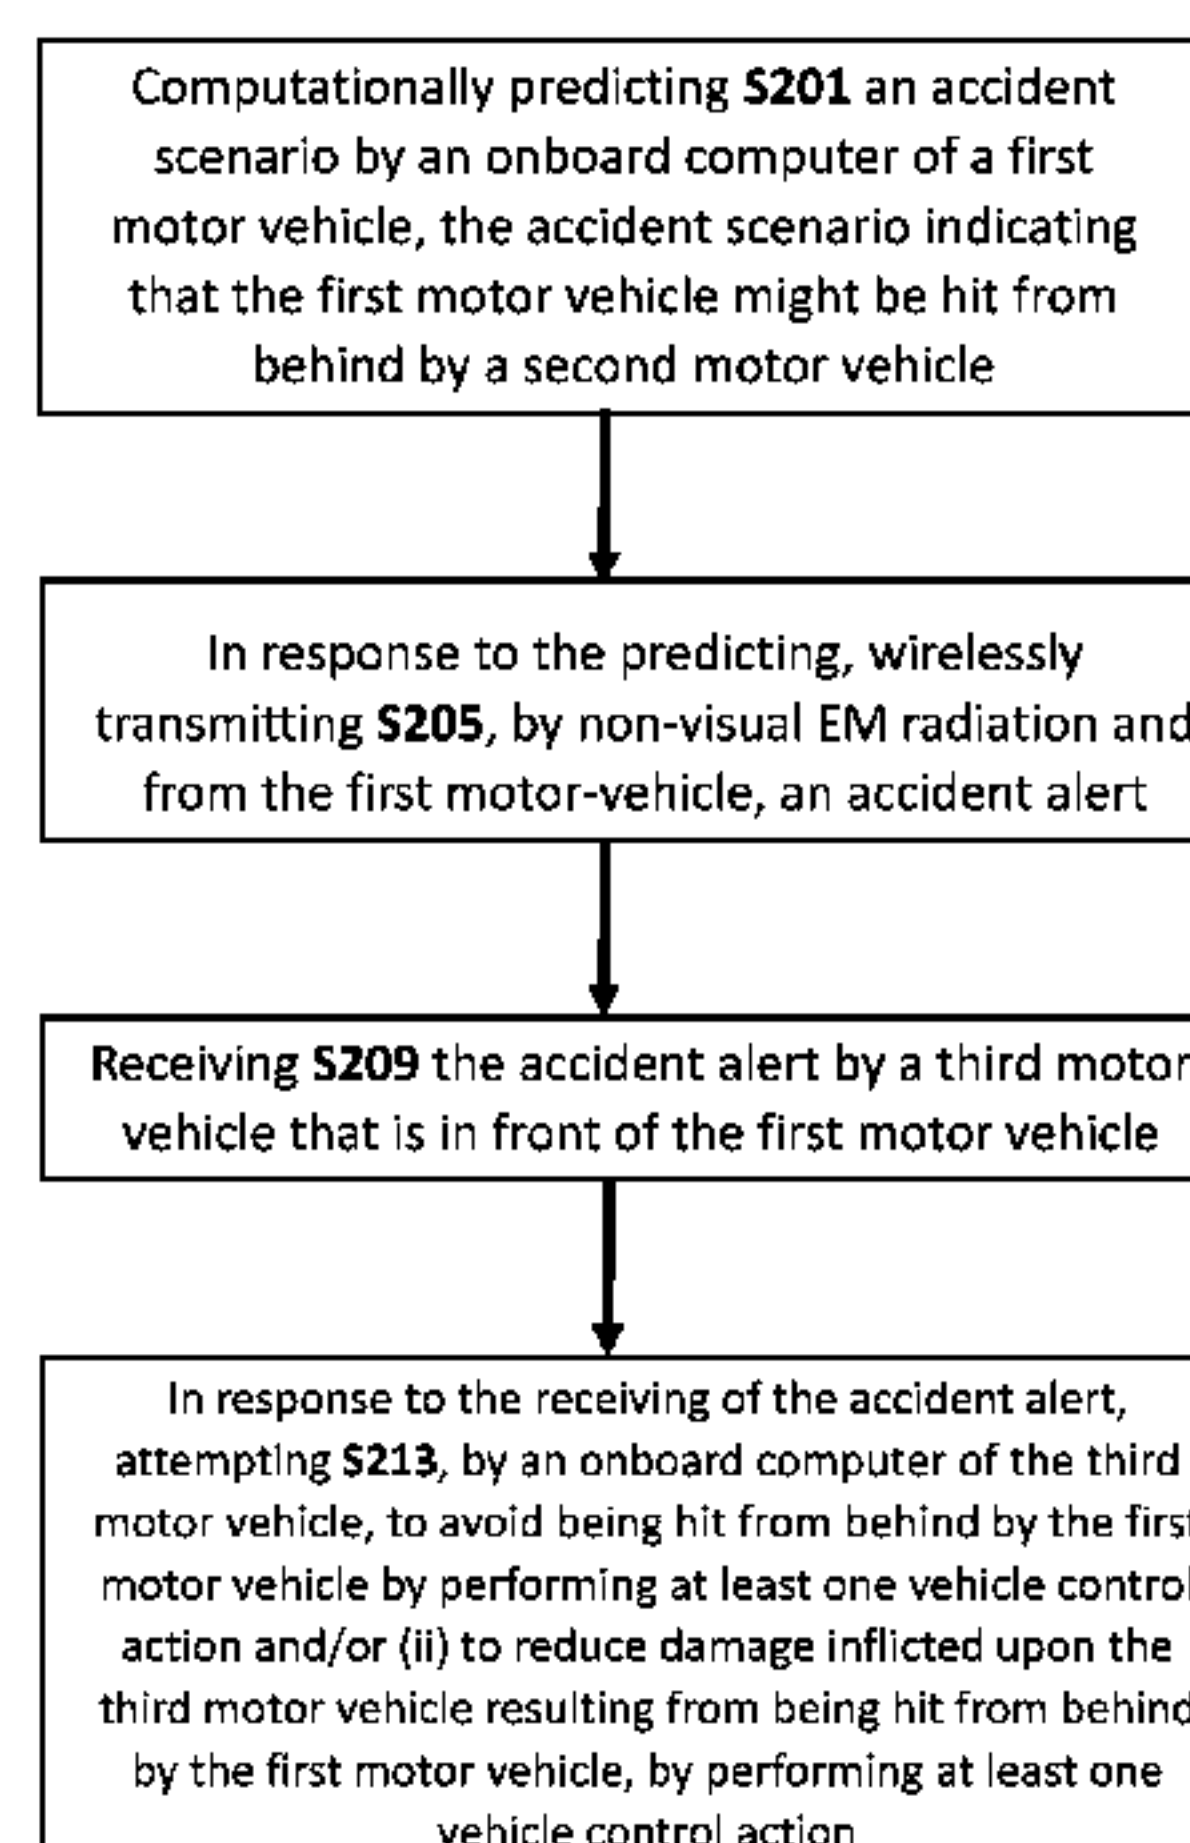 Computationally predicting S201 an accident
scenario by an onboard computer of a first
motor vehicle, the accident scenario indicating
that the first motor vehicle might be hit from
behind by a second motor vehicle
In response to the predicting, wirelessly
transmitting S205, by non-visual EM radiation and
from the first motor-vehicle, an accident alert
Receiving S209 the accident alert by a third motor
vehicle that is in front of the first motor vehicle
In response to the receiving of the accident alert,
attempting S213, by an onboard computer of the third
motor vehicle, to avoid being hit from behind by the first
motor vehicle by performing at least one vehicle control
action and/or (ii) to reduce damage inflicted upon the
third motor vehicle resulting from being hit from behind
by the first motor vehicle, by performing at least one
vehicle control action